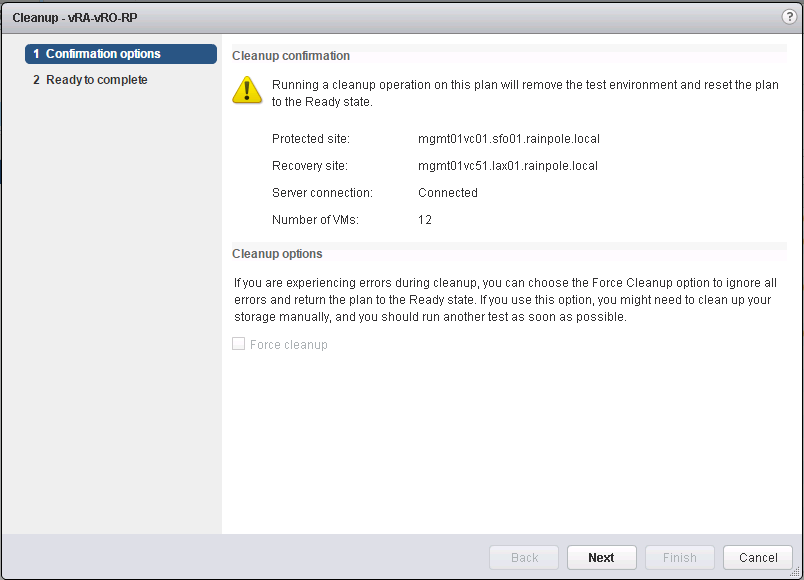 Cleanup - vRA-vRO-RP
?
1 Confirmation options
2 Ready to complete
Cleanup confirmation
Running a cleanup operation on this plan will remove the test environment and reset the plan
to the Ready state.
Protected site: mgmt01vc01.sfo01.rainpole.local
Recovery site: mgmt01vc51.lax01.rainpole.local
Server connection: Connected
Number of VMs: 12
Cleanup options
If you are experiencing errors during cleanup, you can choose the Force Cleanup option to ignore all
errors and return the plan to the Ready state. If you use this option, you might need to clean up your
storage manually, and you should run another test as soon as possible.
Force cleanup
Back Next Finish Cancel